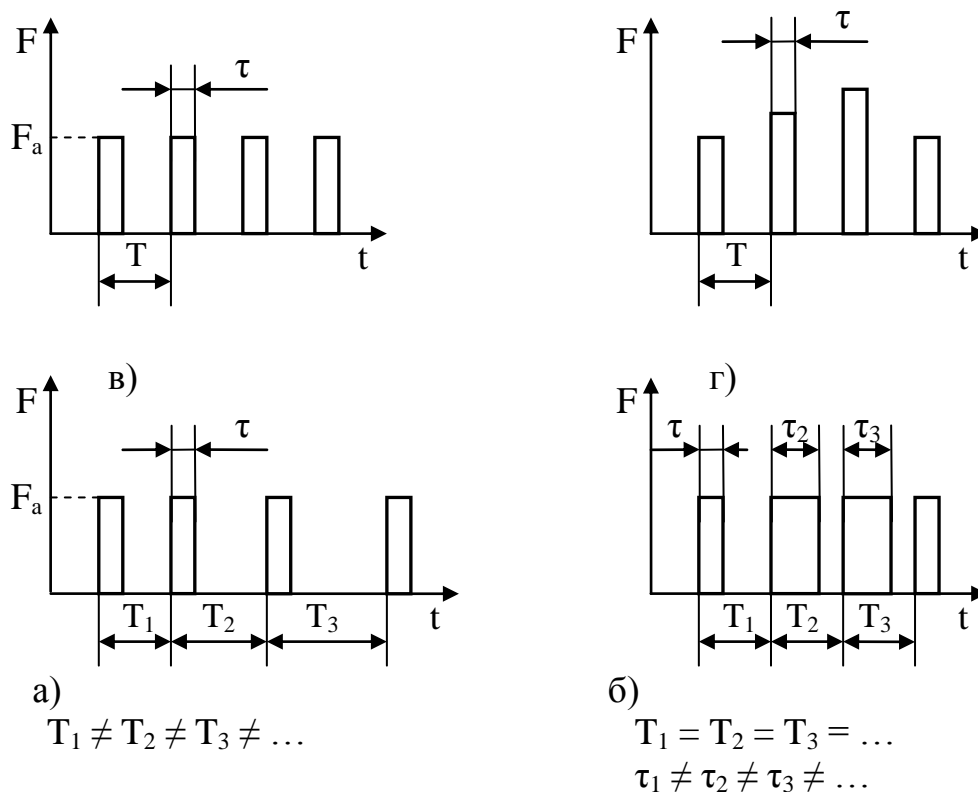 F τ
Fₐ
T t
F τ
T t
в)
F τ
Fₐ
T₁ T₂ T₃ t
г)
F τ τ₂ τ₃
T₁ T₂ T₃ t
а)
T₁ ≠ T₂ ≠ T₃ ≠ …
б)
T₁ = T₂ = T₃ = …
τ₁ ≠ τ₂ ≠ τ₃ ≠ …